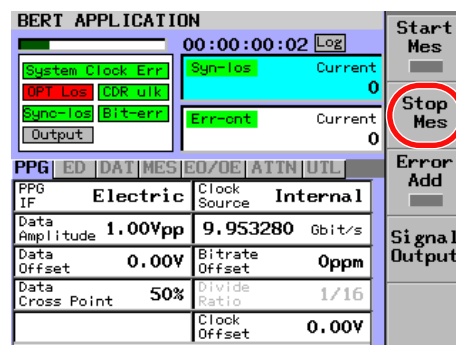 BERT APPLICATION
00:00:00:02 Log
System Clock Err
OPT Los CDR ulk
Sync-los Bit-err
Output
Syn-los Current
0
Err-cnt Current
0
PPG ED DAT MES EO/OE ATTN UTL
PPG IF Electric
Clock Source Internal
Data Amplitude 1.00Vpp
9.953280 Gbit/s
Data Offset 0.00V
Bitrate Offset 0ppm
Data Cross Point 50%
Divide Ratio 1/16
Clock Offset 0.00V
Start Mes
Stop Mes
Error Add
Signal Output